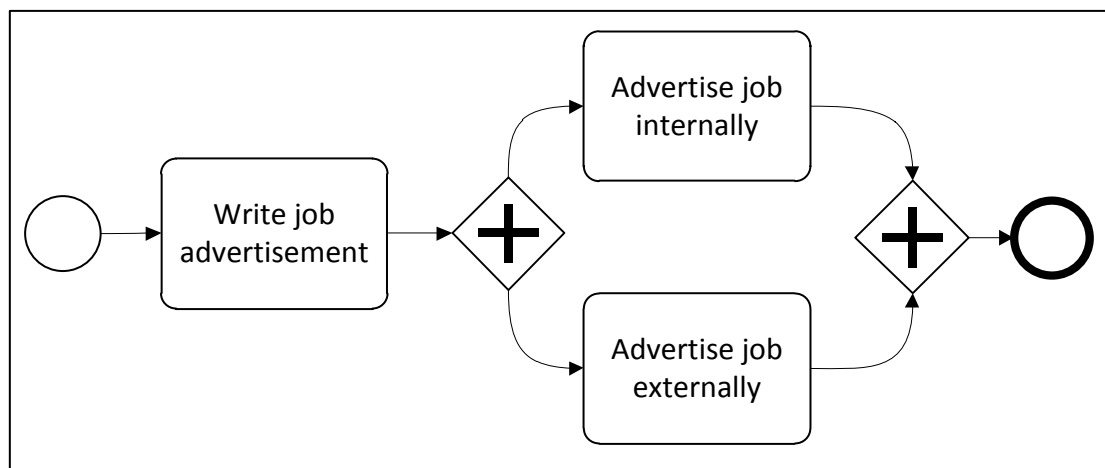 Write job
advertisement
Advertise job
internally
Advertise job
externally